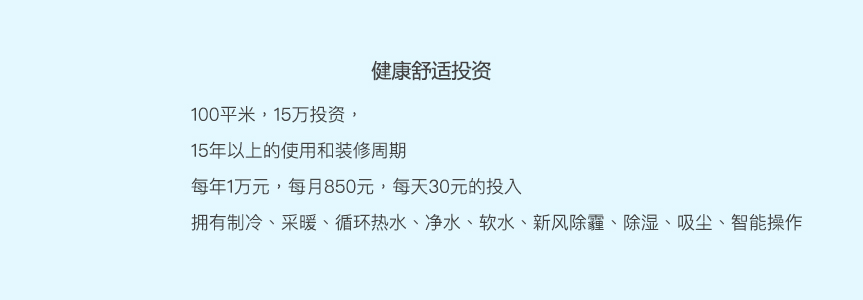 健康舒适投资
100平米，15万投资，
15年以上的使用和装修周期
每年1万元，每月850元，每天30元的投入
拥有制冷、采暖、循环热水、净水、软水、新风除霾、除湿、吸尘、智能操作